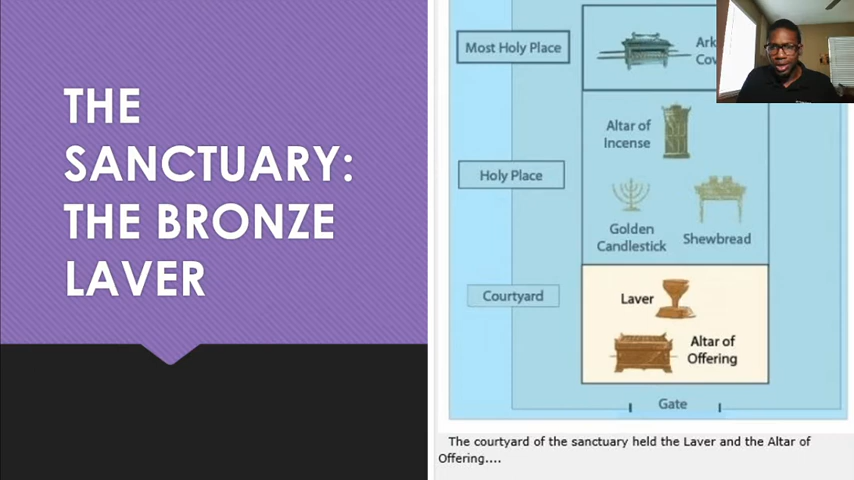 THE
SANCTUARY:
THE BRONZE
LAVER
Most Holy Place
Altar of
Incense
Holy Place
Golden
Candlestick
Shewbread
Courtyard
Laver
Altar of
Offering
Gate
The courtyard of the sanctuary held the Laver and the Altar of
Offering....